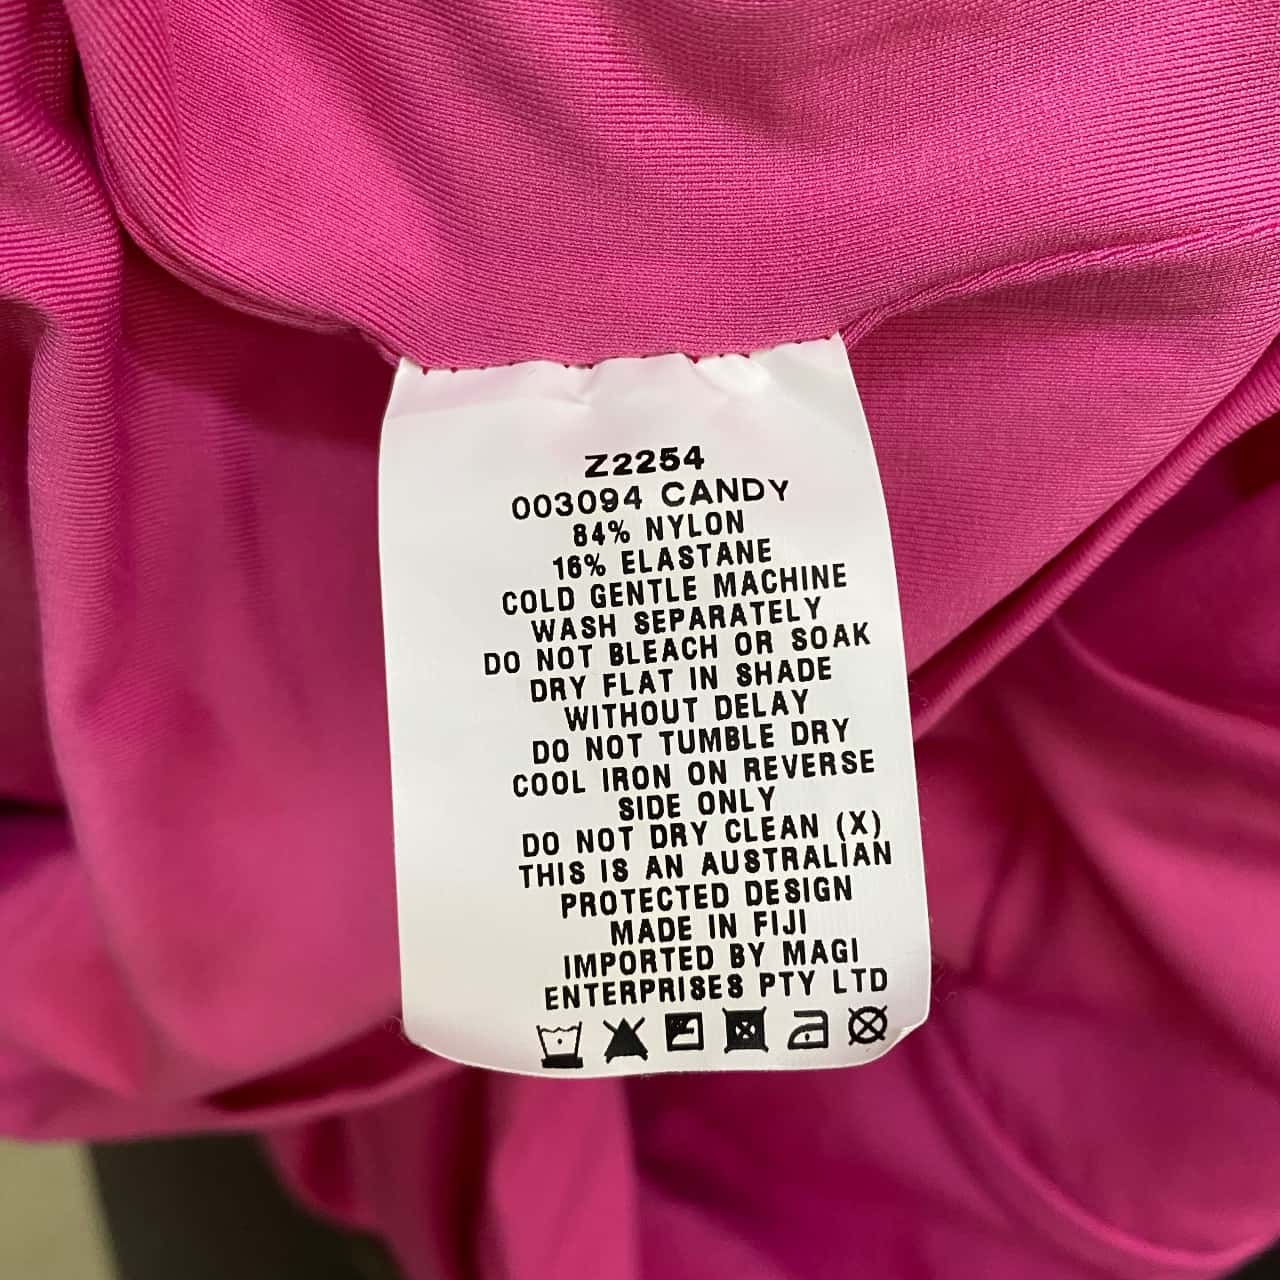 Z2254
003094 CANDY
84% NYLON
16% ELASTANE
COLD GENTLE MACHINE
WASH SEPARATELY
DO NOT BLEACH OR SOAK
DRY FLAT IN SHADE
WITHOUT DELAY
DO NOT TUMBLE DRY
COOL IRON ON REVERSE
SIDE ONLY
DO NOT DRY CLEAN (X)
THIS IS AN AUSTRALIAN
PROTECTED DESIGN
MADE IN FIJI
IMPORTED BY MAGI
ENTERPRISES PTY LTD